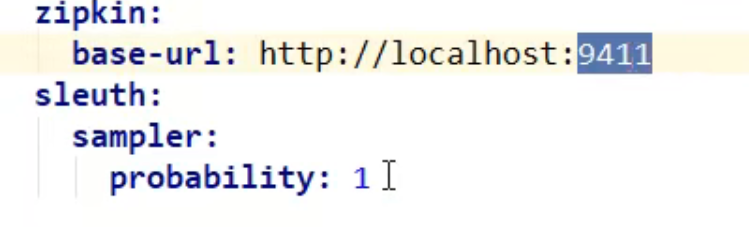 zipkin:
base-url: http://localhost:9411
sleuth:
sampler:
probability: 1